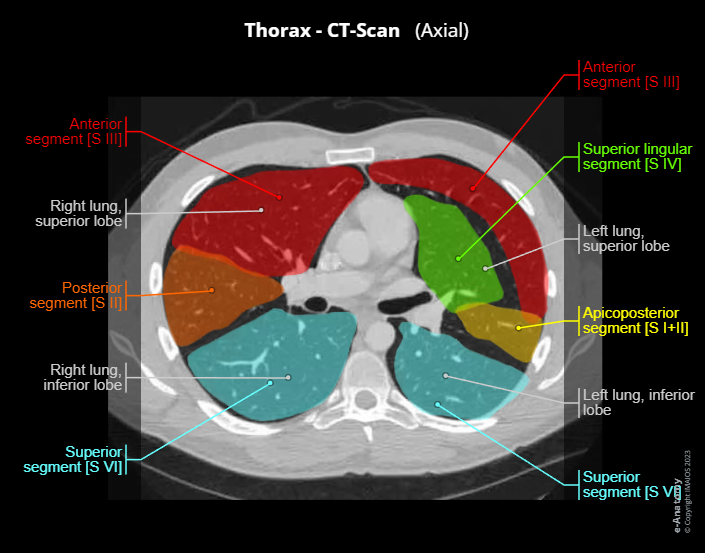 Thorax - CT-Scan (Axial)
Anterior
segment [S III]
Right lung,
superior lobe
Posterior
segment [S II]
Right lung,
inferior lobe
Superior
segment [S VI]
Anterior
segment [S III]
Superior lingular
segment [S IV]
Left lung,
superior lobe
Apicoposterior
segment [S I+II]
Left lung, inferior
lobe
Superior
segment [S VI]
e-Anatomy
© Copyright IMAIOS 2023